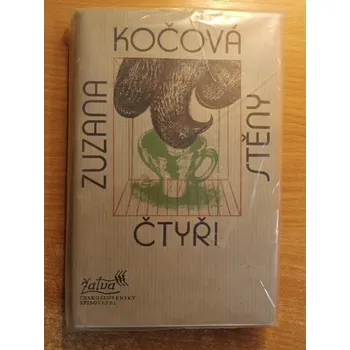 ZUZANA
KOČOVÁ
ČTYŘI
STĚNY
žatva
ČESKOSLOVENSKÝ
SPISOVATEL